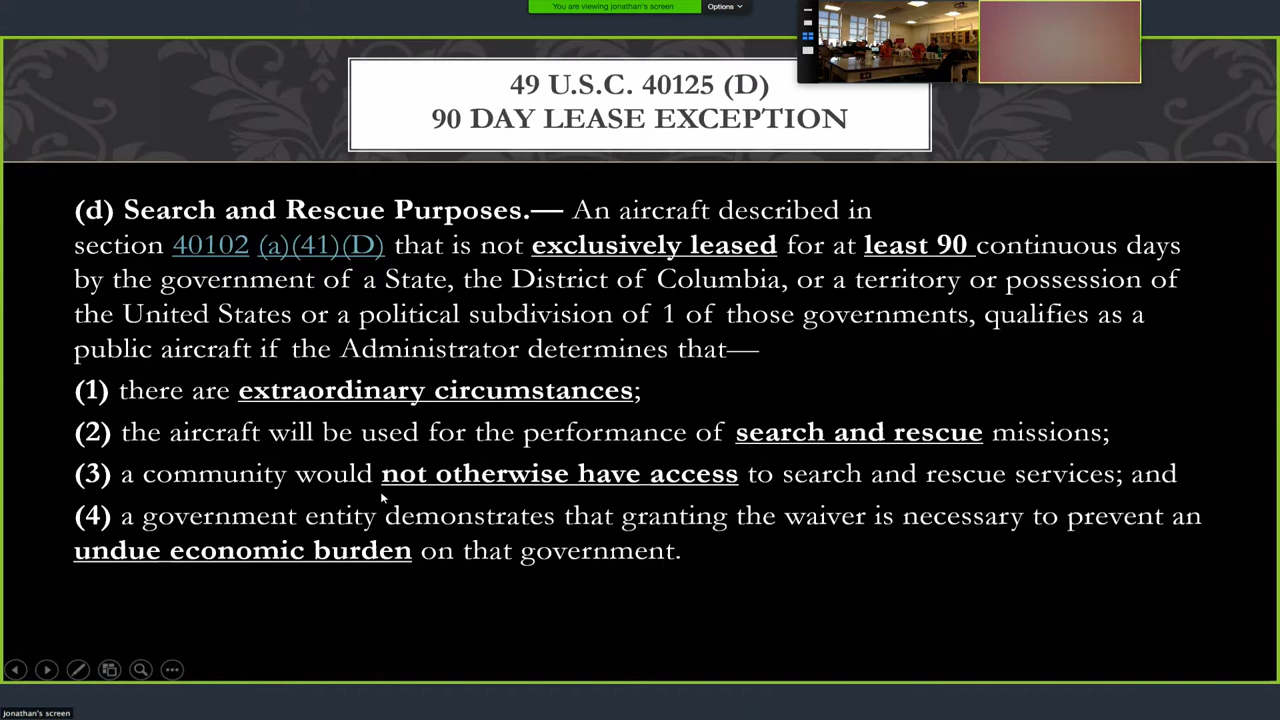 You are viewing jonathan's screen
Options
49 U.S.C. 40125 (D)
90 DAY LEASE EXCEPTION
(d) Search and Rescue Purposes.— An aircraft described in
section 40102 (a)(41)(D) that is not exclusively leased for at least 90 continuous days
by the government of a State, the District of Columbia, or a territory or possession of
the United States or a political subdivision of 1 of those governments, qualifies as a
public aircraft if the Administrator determines that—
(1) there are extraordinary circumstances;
(2) the aircraft will be used for the performance of search and rescue missions;
(3) a community would not otherwise have access to search and rescue services; and
(4) a government entity demonstrates that granting the waiver is necessary to prevent an
undue economic burden on that government.
Jonathan's screen